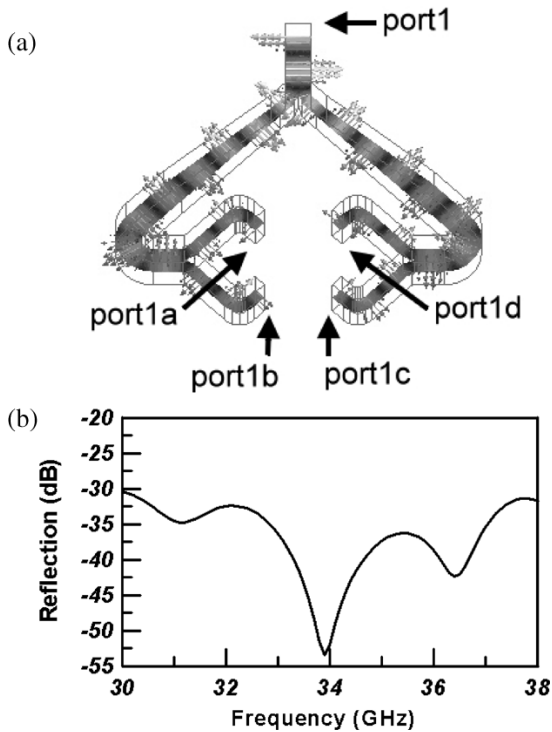 (a)
port1
port1a
port1d
port1b
port1c
(b)
-20
-25
-30
-35
-40
-45
-50
-55
Reflection (dB)
30
32
34
36
38
Frequency (GHz)